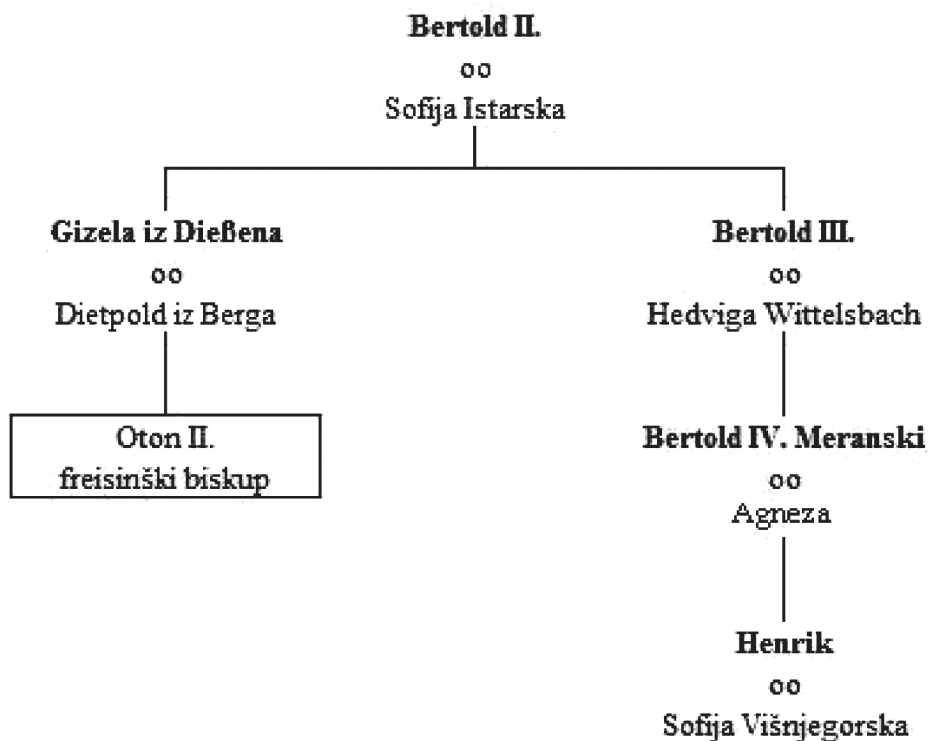 Bertold II.
oo
Sofija Istarska
Gizela iz Dießena
oo
Dietpold iz Berga
Oton II.
freisinški biskup
Bertold III.
oo
Hedviga Wittelsbach
Bertold IV. Meranski
oo
Agneza
Henrik
oo
Sofija Višnjegorska